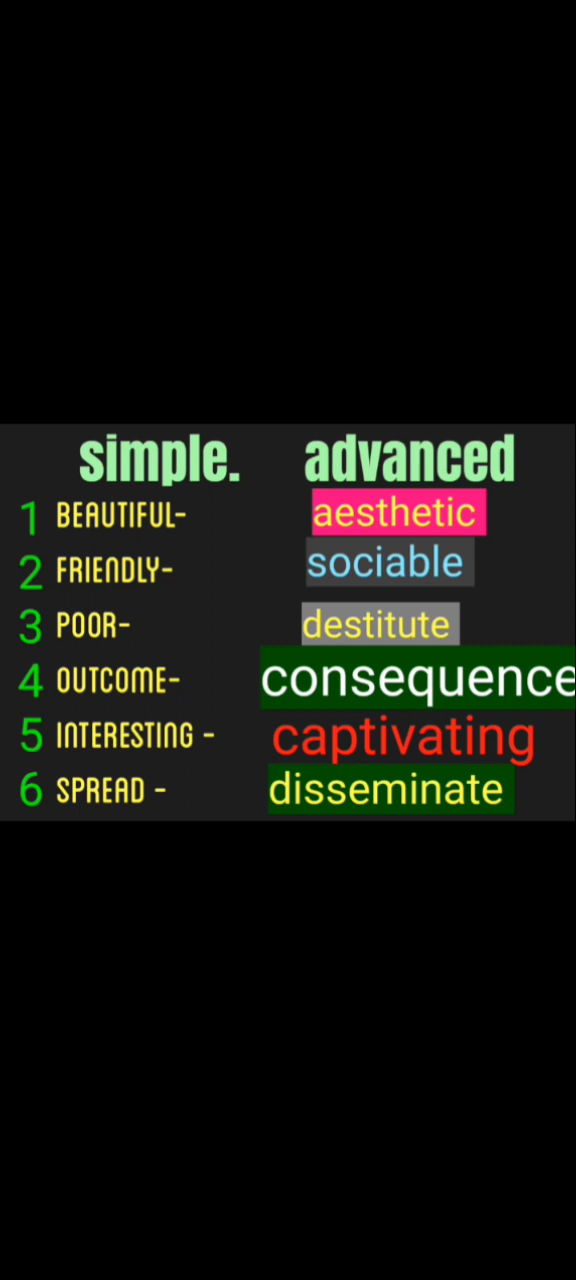 simple. advanced
1 BEAUTIFUL- aesthetic
2 FRIENDLY- sociable
3 POOR- destitute
4 OUTCOME- consequence
5 INTERESTING - captivating
6 SPREAD - disseminate